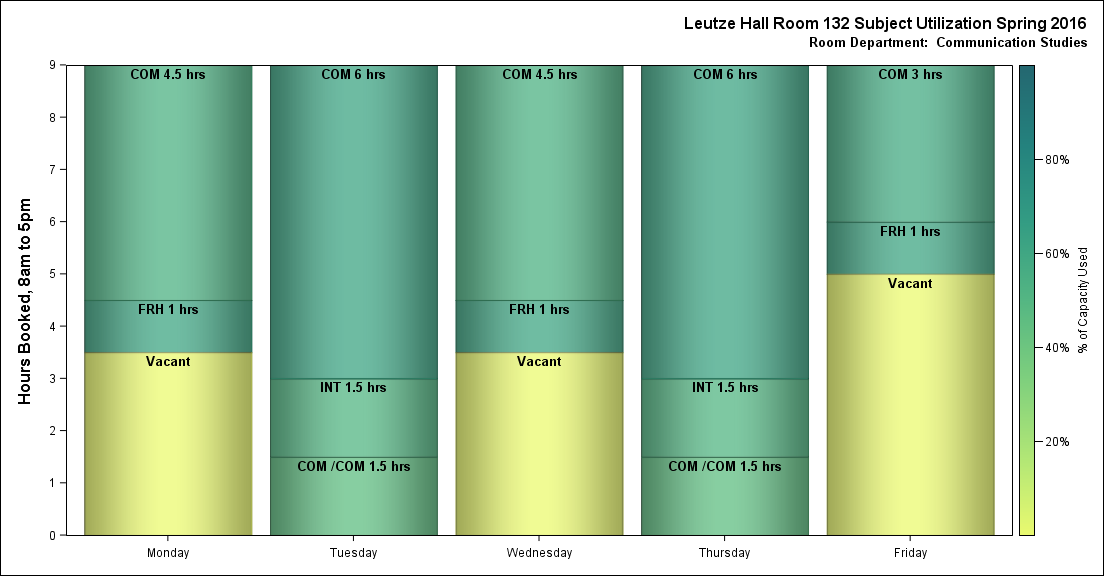 Leutze Hall Room 132 Subject Utilization Spring 2016
Room Department:  Communication Studies
Hours Booked, 8am to 5pm
9
8
7
6
5
4
3
2
1
0
COM 4.5 hrs
FRH 1 hrs
Vacant
COM 6 hrs
INT 1.5 hrs
COM /COM 1.5 hrs
COM 4.5 hrs
FRH 1 hrs
Vacant
COM 6 hrs
INT 1.5 hrs
COM /COM 1.5 hrs
COM 3 hrs
FRH 1 hrs
Vacant
Monday
Tuesday
Wednesday
Thursday
Friday
80%
60%
40%
20%
% of Capacity Used